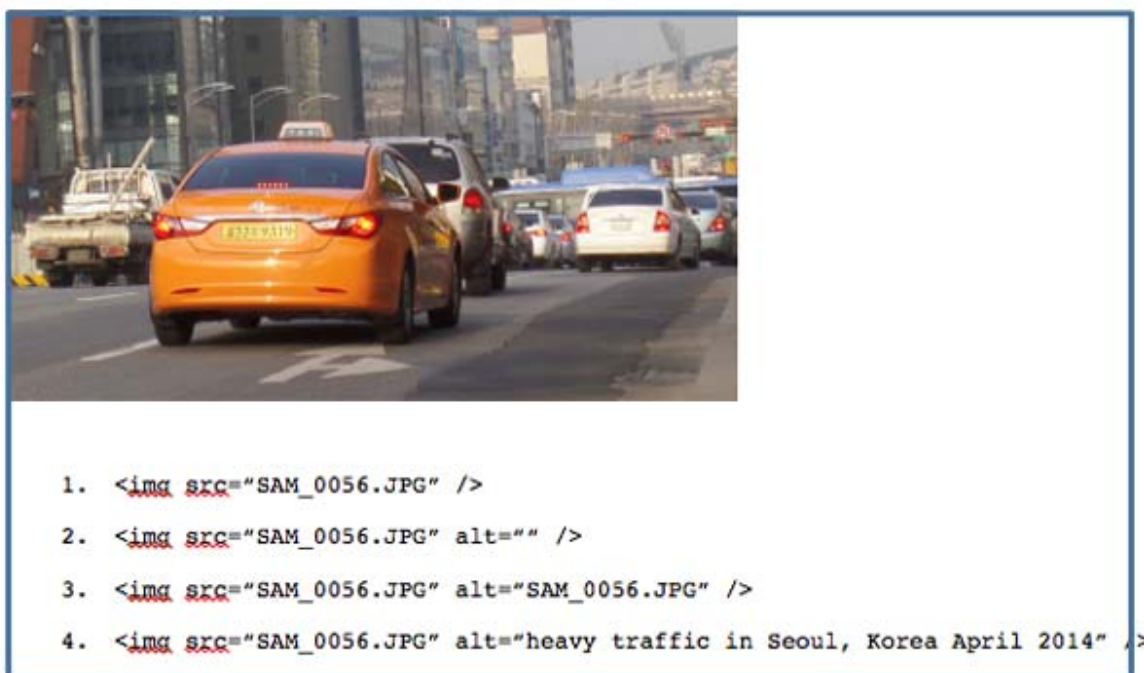 1. <img src=“SAM_0056.JPG” />
2. <img src=“SAM_0056.JPG” alt=“” />
3. <img src=“SAM_0056.JPG” alt=“SAM_0056.JPG” />
4. <img src=“SAM_0056.JPG” alt=“heavy traffic in Seoul, Korea April 2014” />